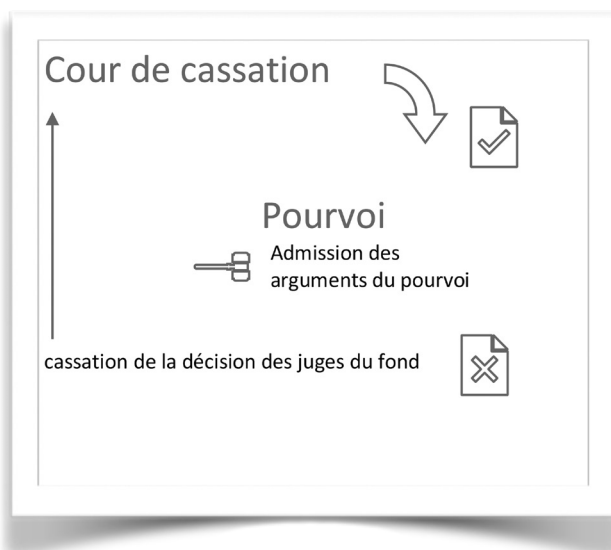 Cour de cassation
Pourvoi
Admission des
arguments du pourvoi
cassation de la décision des juges du fond